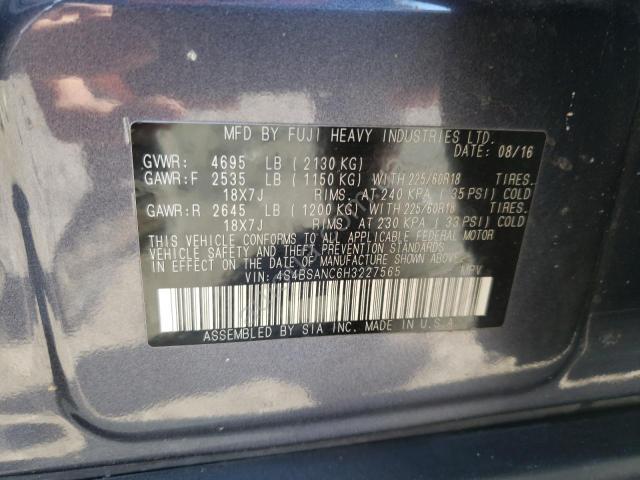 MFD BY FUJI HEAVY INDUSTRIES LTD.
DATE: 08/16
GVWR: 4695 LB (2130 KG)
GAWR:F 2535 LB (1150 KG) WITH 225/60R18 TIRES.
18X7J RIMS. AT 240 KPA (35 PSI) COLD
GAWR:R 2645 LB (1200 KG) WITH 225/60R18 TIRES.
18X7J RIMS. AT 230 KPA (33 PSI) COLD
THIS VEHICLE CONFORMS TO ALL APPLICABLE FEDERAL MOTOR
VEHICLE SAFETY AND THEFT PREVENTION STANDARDS
IN EFFECT ON THE DATE OF MANUFACTURE SHOWN ABOVE.
VIN: 4S4BSANC6H3227565 MPV
ASSEMBLED BY SIA INC. MADE IN U.S.A.